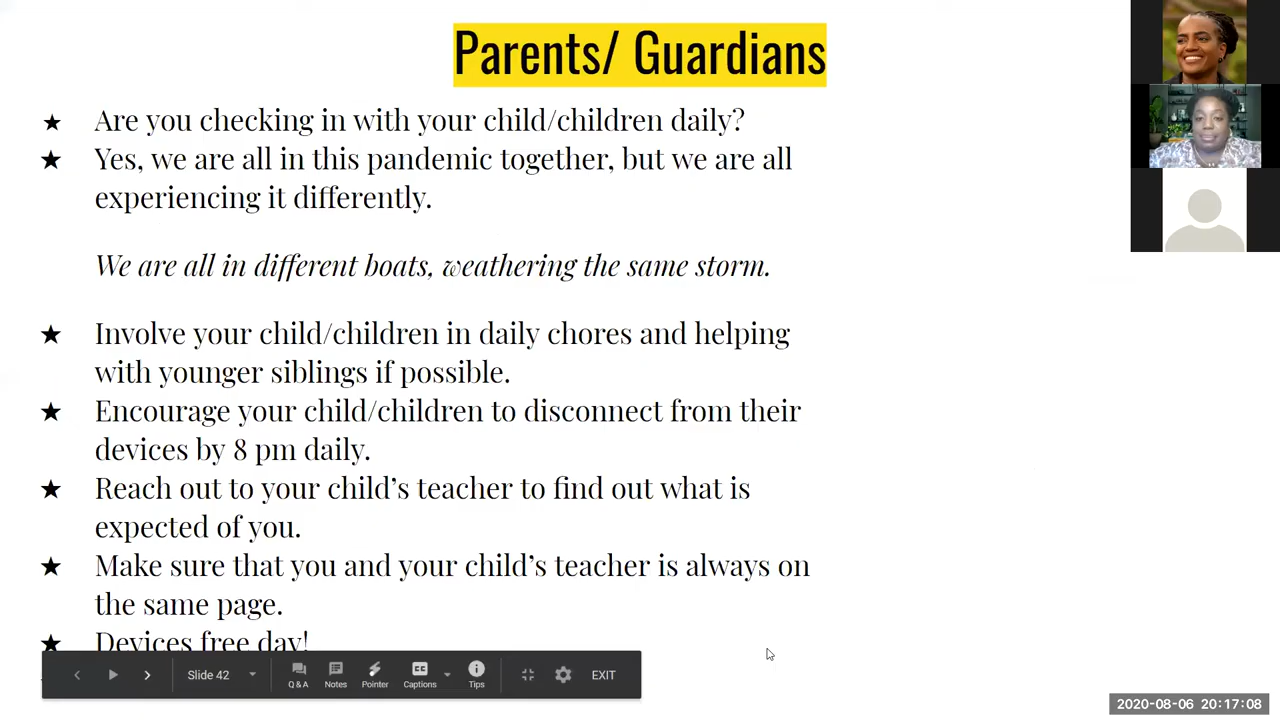 Parents/ Guardians
★ Are you checking in with your child/children daily?
★ Yes, we are all in this pandemic together, but we are all
experiencing it differently.
We are all in different boats, weathering the same storm.
★ Involve your child/children in daily chores and helping
with younger siblings if possible.
★ Encourage your child/children to disconnect from their
devices by 8 pm daily.
★ Reach out to your child’s teacher to find out what is
expected of you.
★ Make sure that you and your child’s teacher is always on
the same page.
★ Devices free day!
Slide 42
Q & A
Notes
Pointer
CC
Captions
Tips
EXIT
2020-08-06 20:17:08